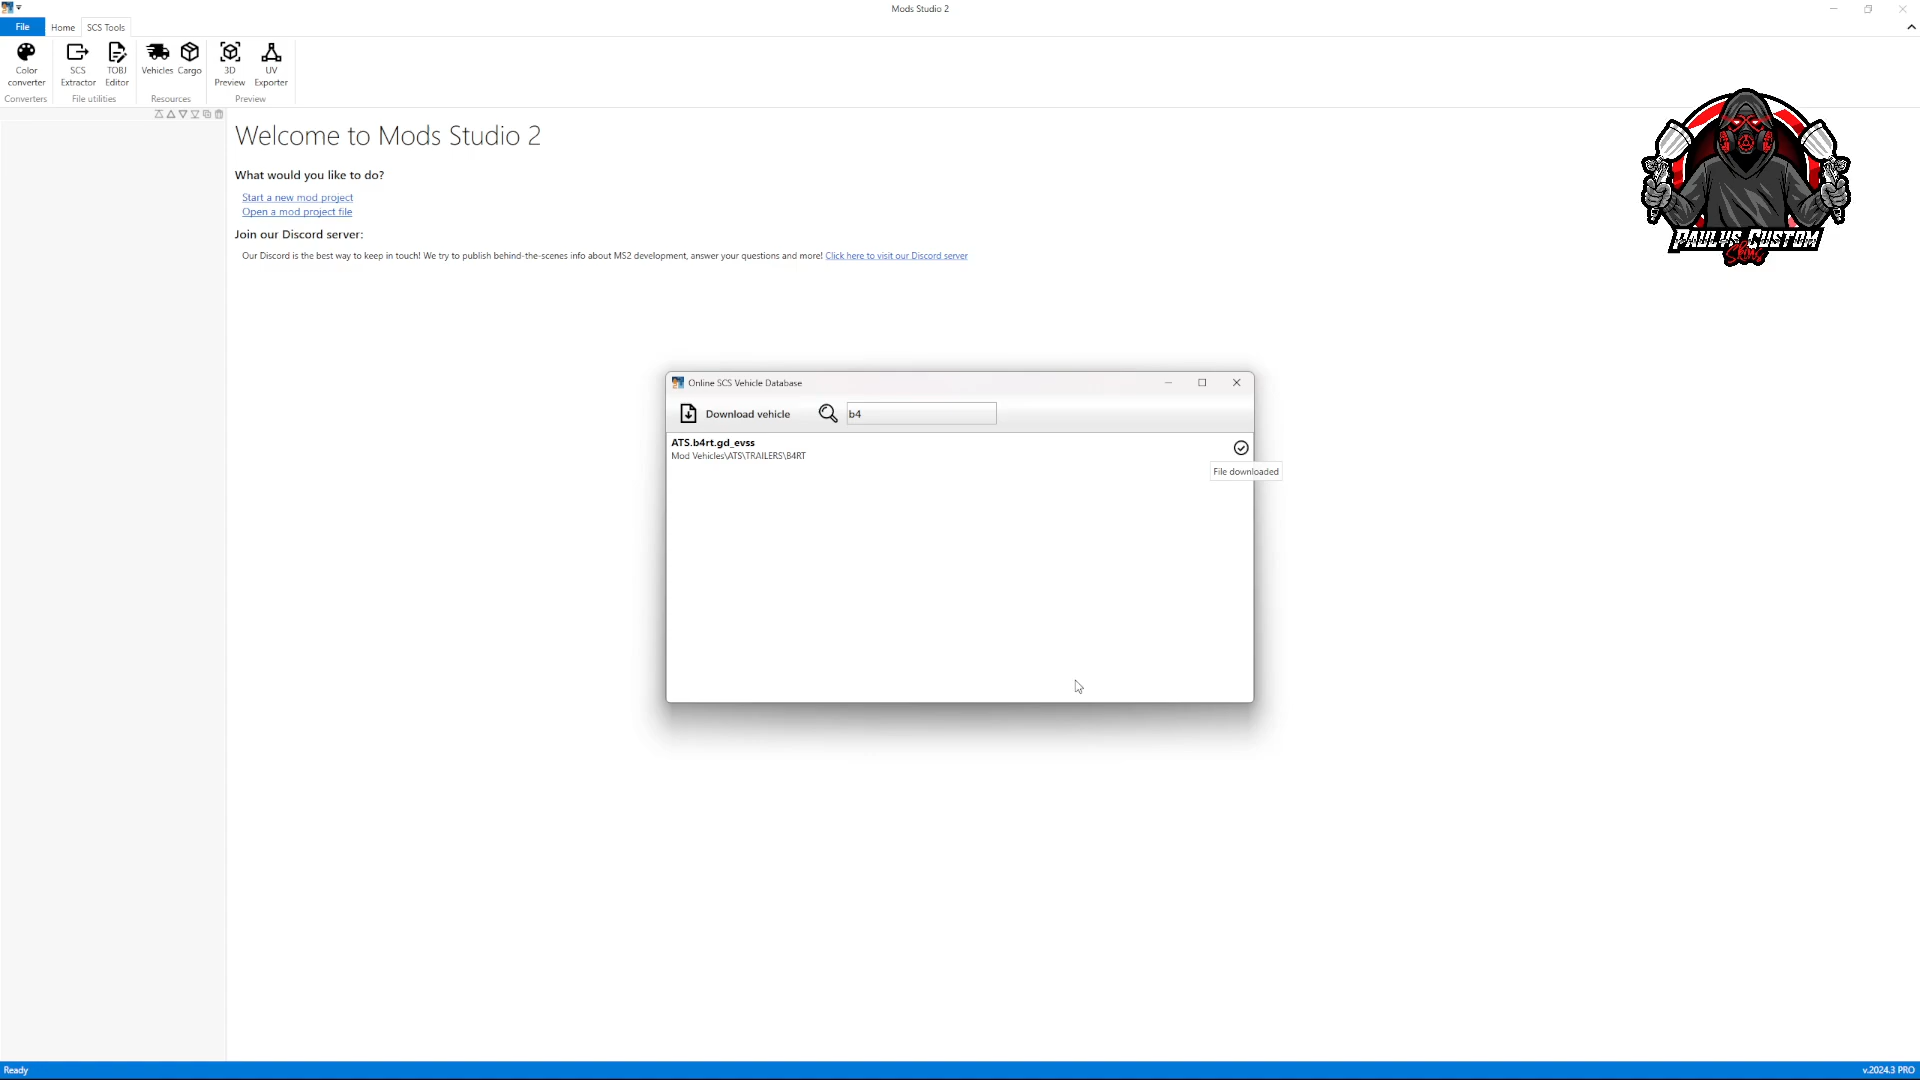 Mods Studio 2
File
Home
SCS Tools
Color converter
SCS Extractor
TOBJ Editor
Vehicles
Cargo
3D Preview
UV Exporter
Converters
File utilities
Resources
Preview
Welcome to Mods Studio 2
What would you like to do?
Start a new mod project
Open a mod project file
Join our Discord server:
Our Discord is the best way to keep in touch! We try to publish behind-the-scenes info about MS2 development, answer your questions and more! Click here to visit our Discord server
PAULYS CUSTOM
Skins
Online SCS Vehicle Database
Download vehicle
b4
ATS.b4rt.gd_evss
Mod Vehicles\ATS\TRAILERS\B4RT
File downloaded
Ready
v.2024.3 PRO